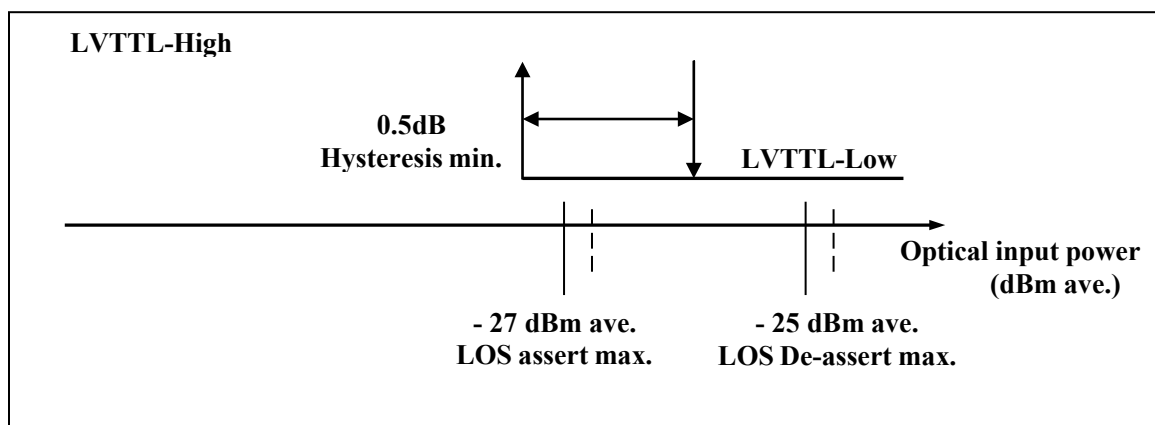 LVTTL-High
0.5dB
Hysteresis min.
LVTTL-Low
Optical input power
(dBm ave.)
- 27 dBm ave.
LOS assert max.
- 25 dBm ave.
LOS De-assert max.